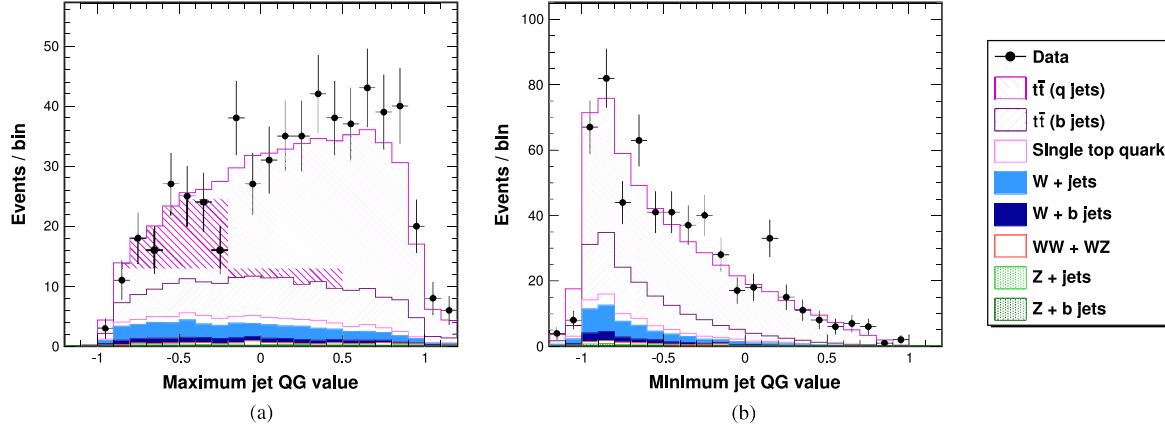 50
40
30
20
10
0
Events / bin
-1 -0.5 0 0.5 1
Maximum jet QG value
(a)
100
80
60
40
20
0
Events / bIn
-1 -0.5 0 0.5 1
MInImum jet QG value
(b)
Data
tt̄ (q jets)
tt̄ (b jets)
SIngle top quark
W + jets
W + b jets
WW + WZ
Z + jets
Z + b jets